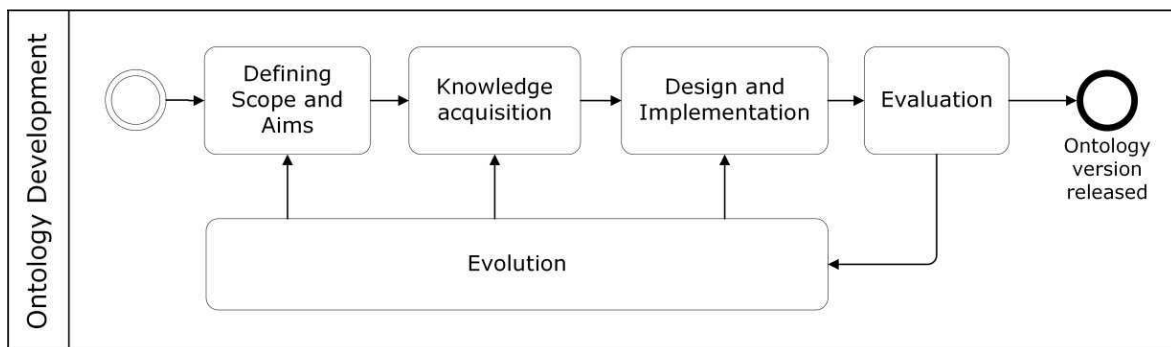 Ontology Development
Defining
Scope and
Aims
Knowledge
acquisition
Design and
Implementation
Evaluation
Ontology
version
released
Evolution